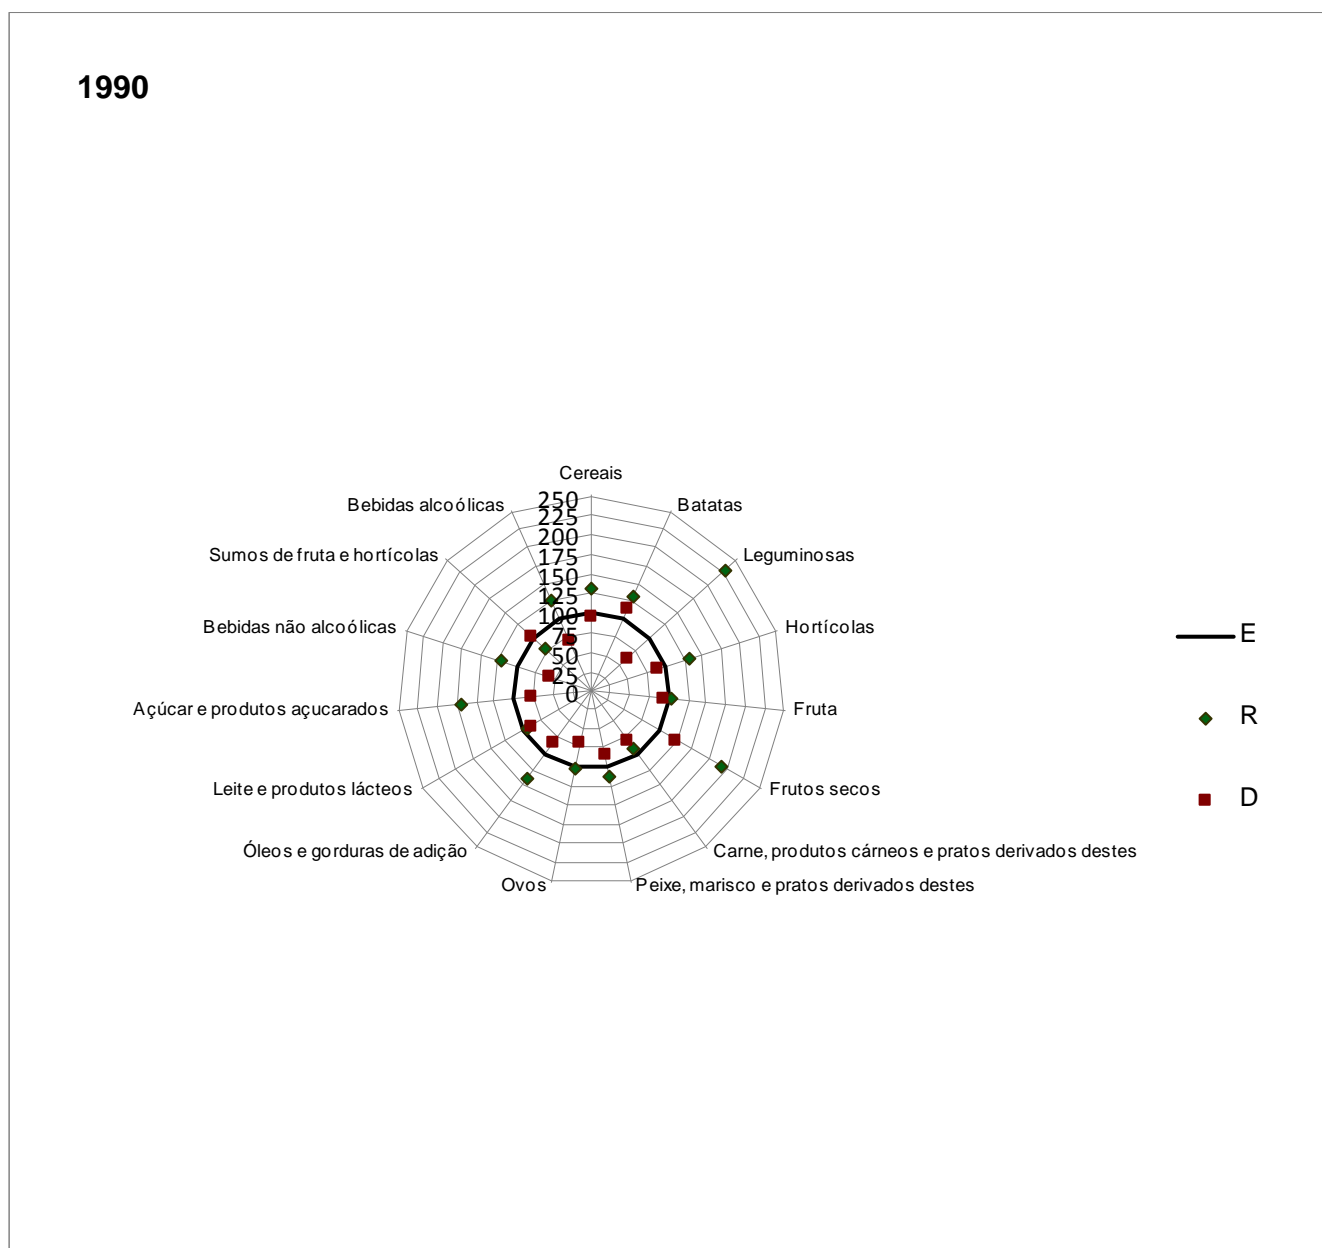 1990
Cereais
Batatas
Leguminosas
Hortícolas
Fruta
Frutos secos
Carne, produtos cárneos e pratos derivados destes
Peixe, marisco e pratos derivados destes
Ovos
Óleos e gorduras de adição
Leite e produtos lácteos
Açúcar e produtos açucarados
Bebidas não alcoólicas
Sumos de fruta e hortícolas
Bebidas alcoólicas
250
225
200
175
150
125
100
75
50
25
0
E
R
D